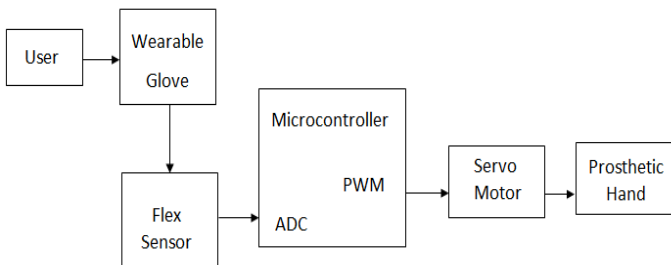 User
Wearable
Glove
Flex
Sensor
Microcontroller
PWM
ADC
Servo
Motor
Prosthetic
Hand